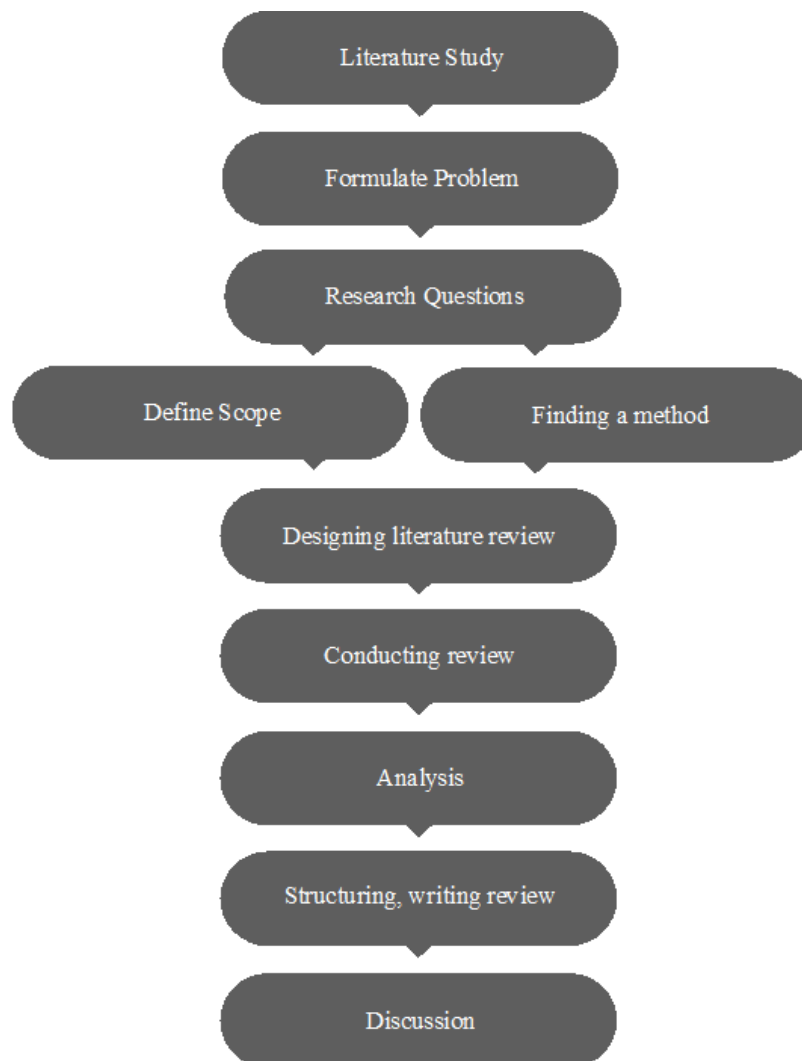 Literature Study
Formulate Problem
Research Questions
Define Scope
Finding a method
Designing literature review
Conducting review
Analysis
Structuring, writing review
Discussion